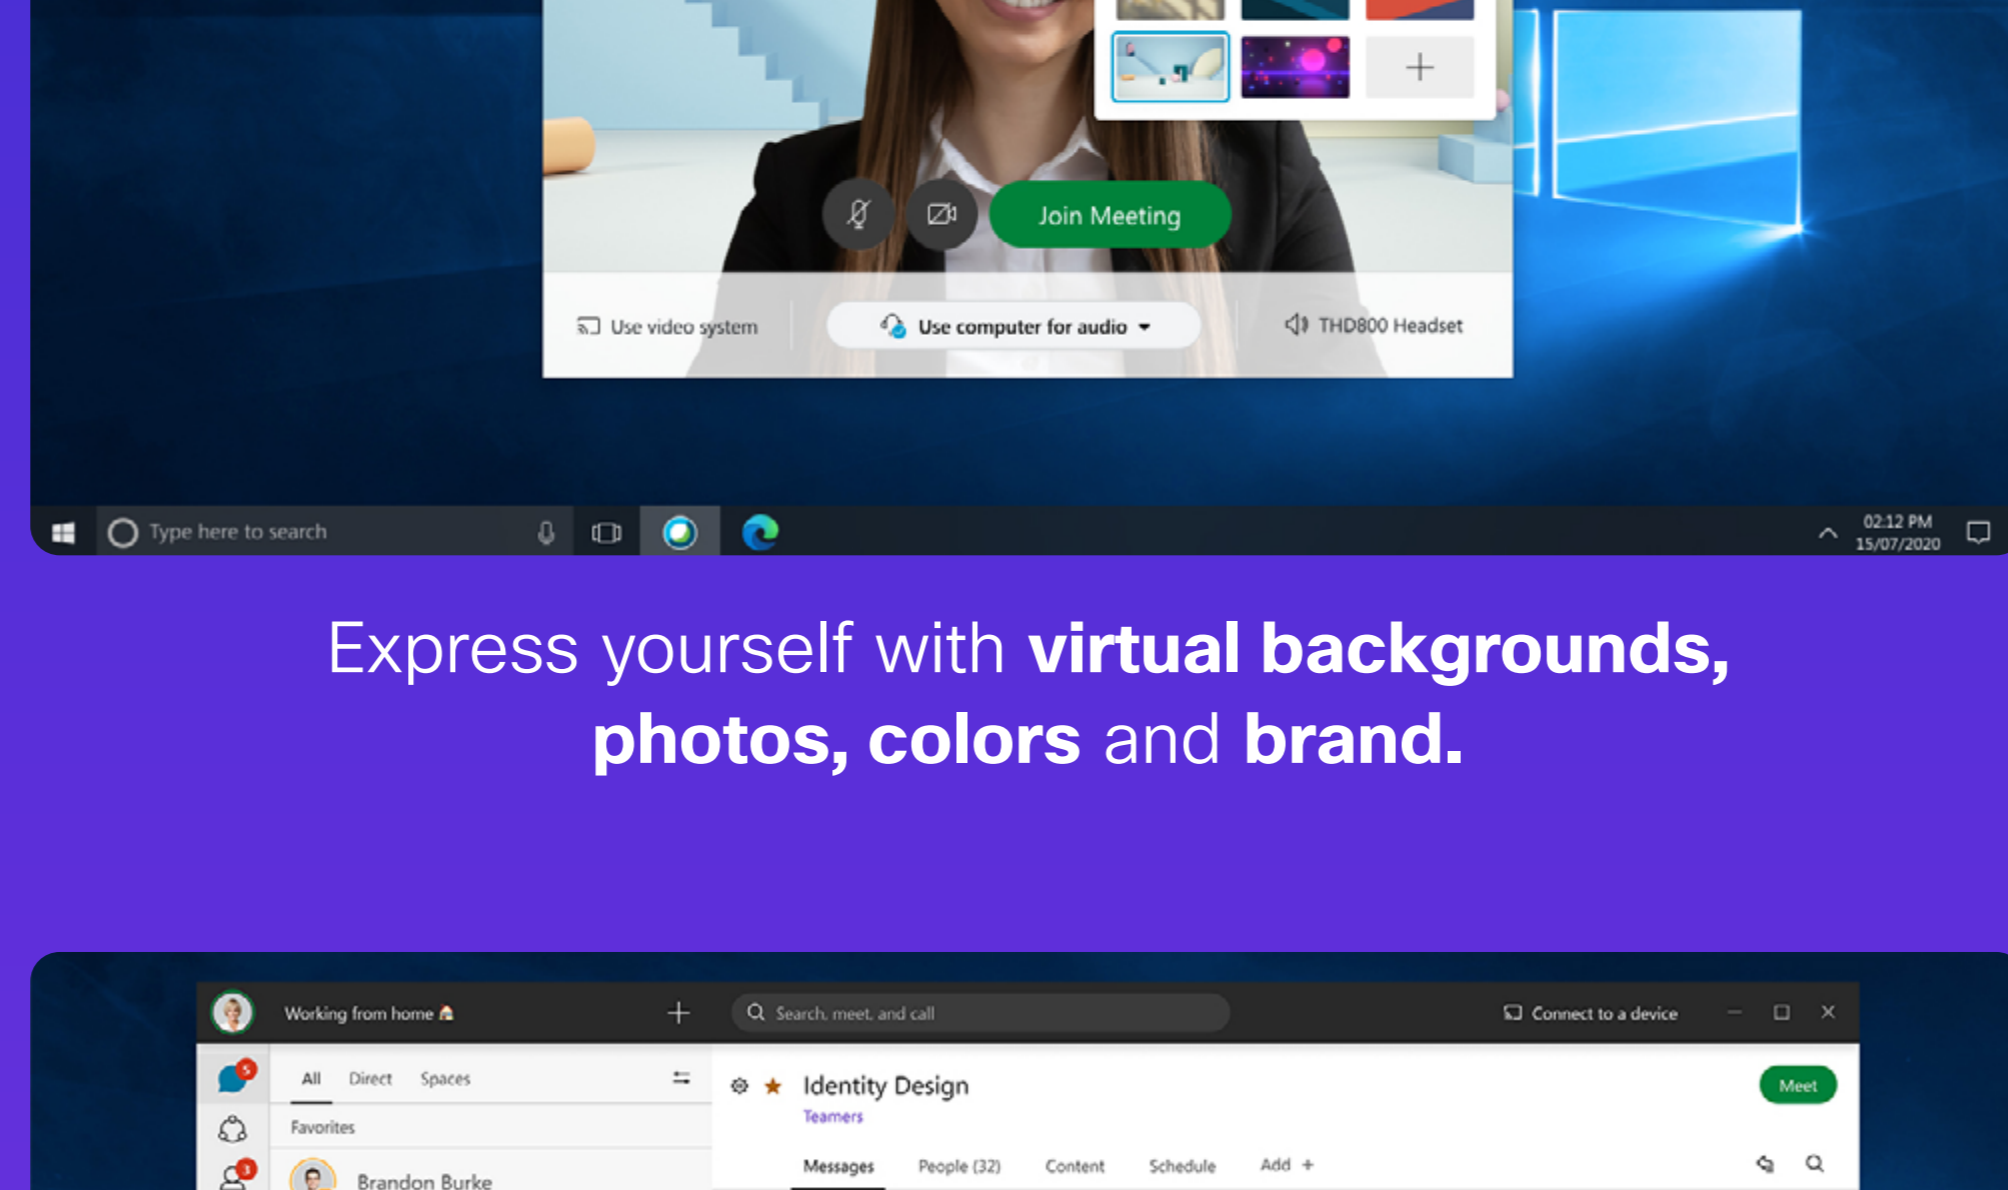 Join Meeting
Use video system
Use computer for audio
THD800 Headset
Type here to search
02:12 PM
15/07/2020
Express yourself with virtual backgrounds,
photos, colors and brand.
Working from home
Search, meet, and call
Connect to a device
5
All Direct Spaces
Identity Design
Meet
Teamers
Favorites
3
Brandon Burke
Messages People (32) Content Schedule Add +